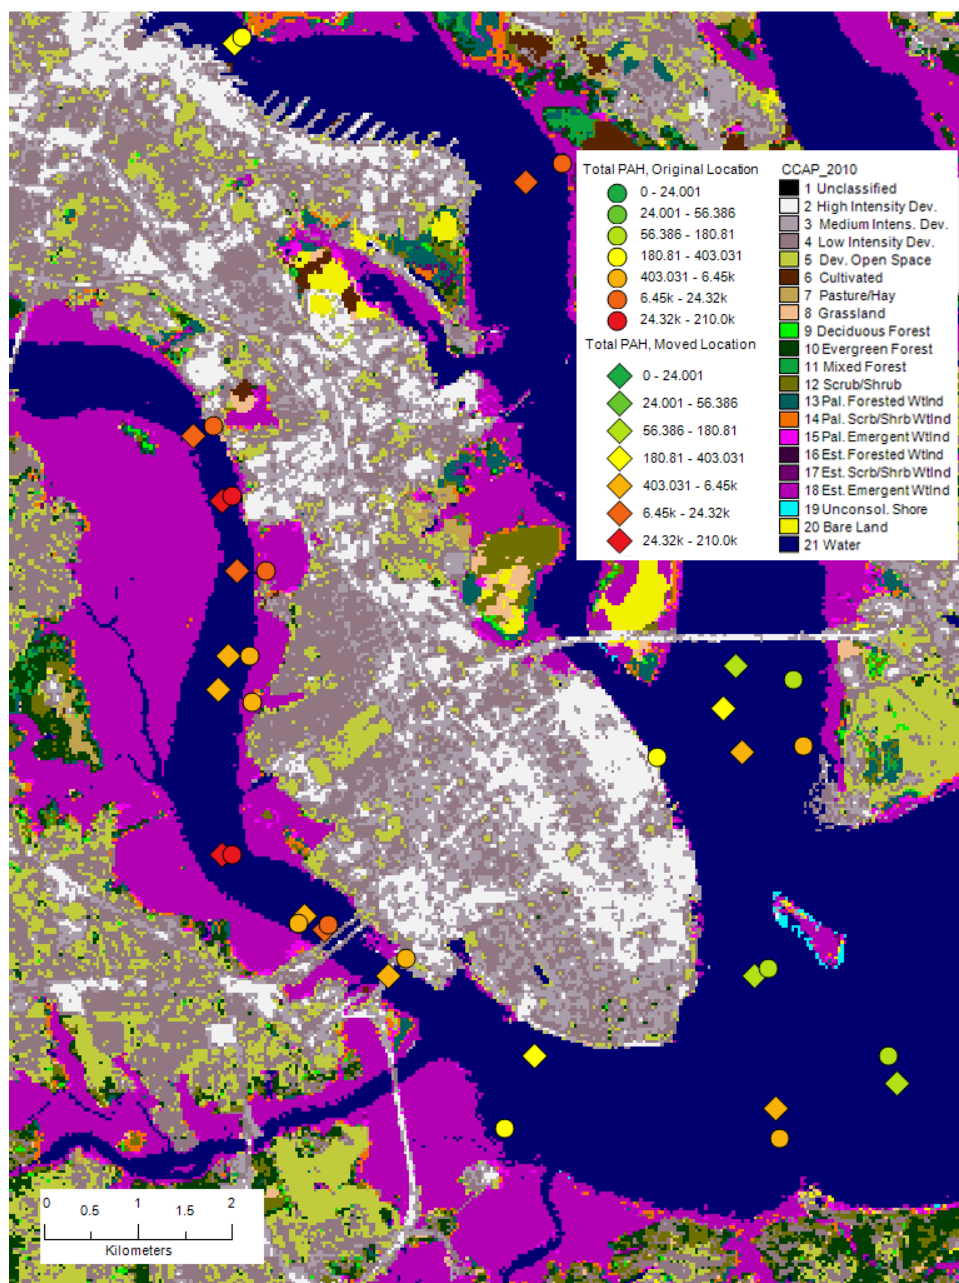 Total PAH, Original Location
0 - 24.001
24.001 - 56.386
56.386 - 180.81
180.81 - 403.031
403.031 - 6.45k
6.45k - 24.32k
24.32k - 210.0k
Total PAH, Moved Location
0 - 24.001
24.001 - 56.386
56.386 - 180.81
180.81 - 403.031
403.031 - 6.45k
6.45k - 24.32k
24.32k - 210.0k
CCAP_2010
1 Unclassified
2 High Intensity Dev.
3 Medium Intens. Dev.
4 Low Intensity Dev.
5 Dev. Open Space
6 Cultivated
7 Pasture/Hay
8 Grassland
9 Deciduous Forest
10 Evergreen Forest
11 Mixed Forest
12 Scrub/Shrub
13 Pal. Forested Wtlnd
14 Pal. Scrb/Shrb Wtlnd
15 Pal. Emergent Wtlnd
16 Est. Forested Wtlnd
17 Est. Scrb/Shrb Wtlnd
18 Est. Emergent Wtlnd
19 Unconsol. Shore
20 Bare Land
21 Water
0 1 2
0.5 1.5
Kilometers